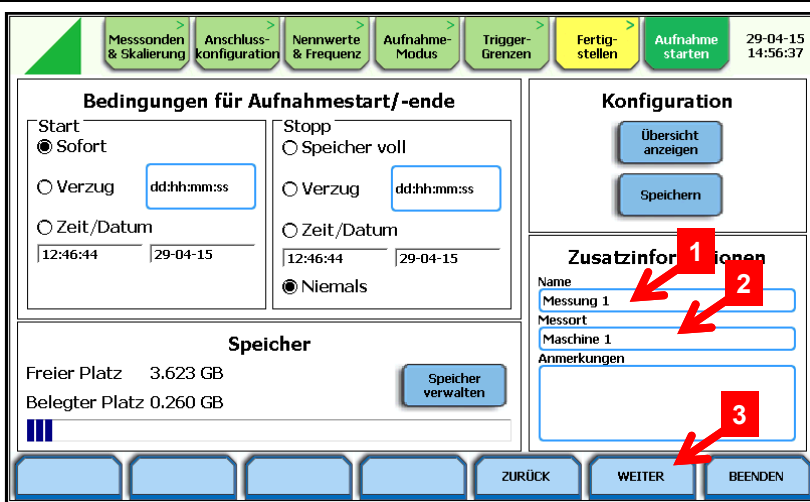 Messsonden & Skalierung
>
Anschluss-konfiguration
>
Nennwerte & Frequenz
>
Aufnahme-Modus
>
Trigger-Grenzen
>
Fertig-stellen
>
Aufnahme starten
29-04-15
14:56:37
Bedingungen für Aufnahmestart/-ende
Start
Sofort
Verzug dd:hh:mm:ss
Zeit/Datum
12:46:44 29-04-15
Stopp
Speicher voll
Verzug dd:hh:mm:ss
Zeit/Datum
12:46:44 29-04-15
Niemals
Konfiguration
Übersicht
anzeigen
Speichern
Zusatzinfor ionen
1
Name
Messung 1
2
Messort
Maschine 1
Anmerkungen
3
Speicher
Freier Platz 3.623 GB
Belegter Platz 0.260 GB
Speicher
verwalten
ZURÜCK WEITER BEENDEN